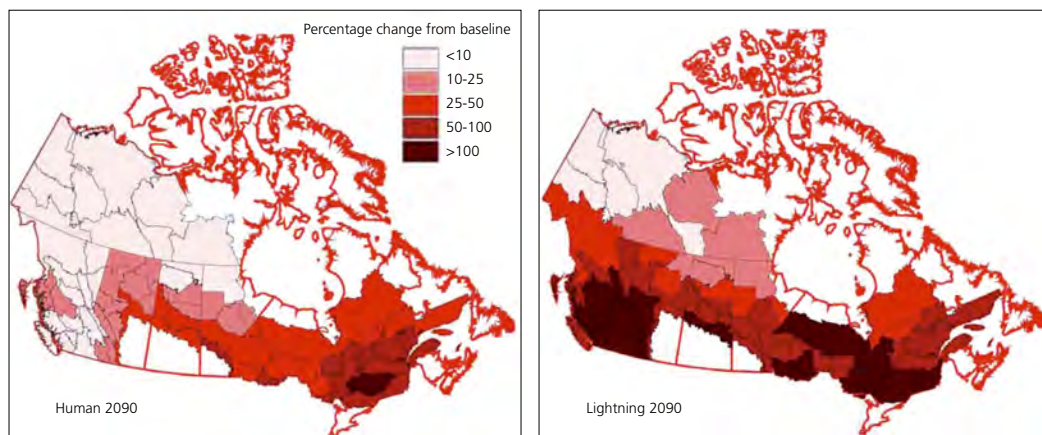 Percentage change from baseline
<10
10-25
25-50
50-100
>100
Human 2090
Lightning 2090